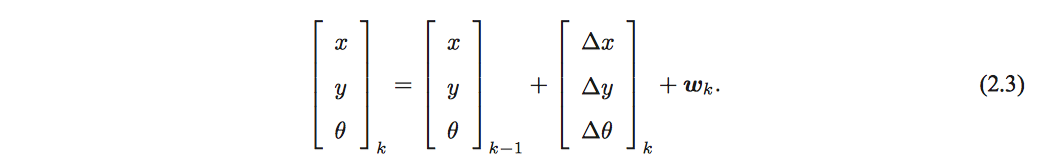 [x y θ]_k = [x y θ]_{k−1} + [Δx Δy Δθ]_k + w_k. (2.3)